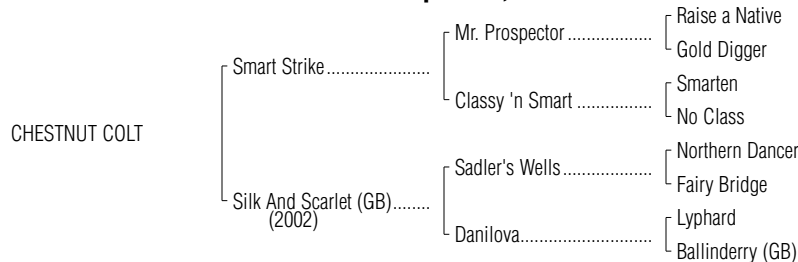 Raise a Native
Mr. Prospector ..................
Gold Digger
Smart Strike......................
Smarten
Classy 'n Smart ................
No Class
CHESTNUT COLT
Northern Dancer
Sadler's Wells...................
Fairy Bridge
Silk And Scarlet (GB)........
(2002)
Lyphard
Danilova............................
Ballinderry (GB)